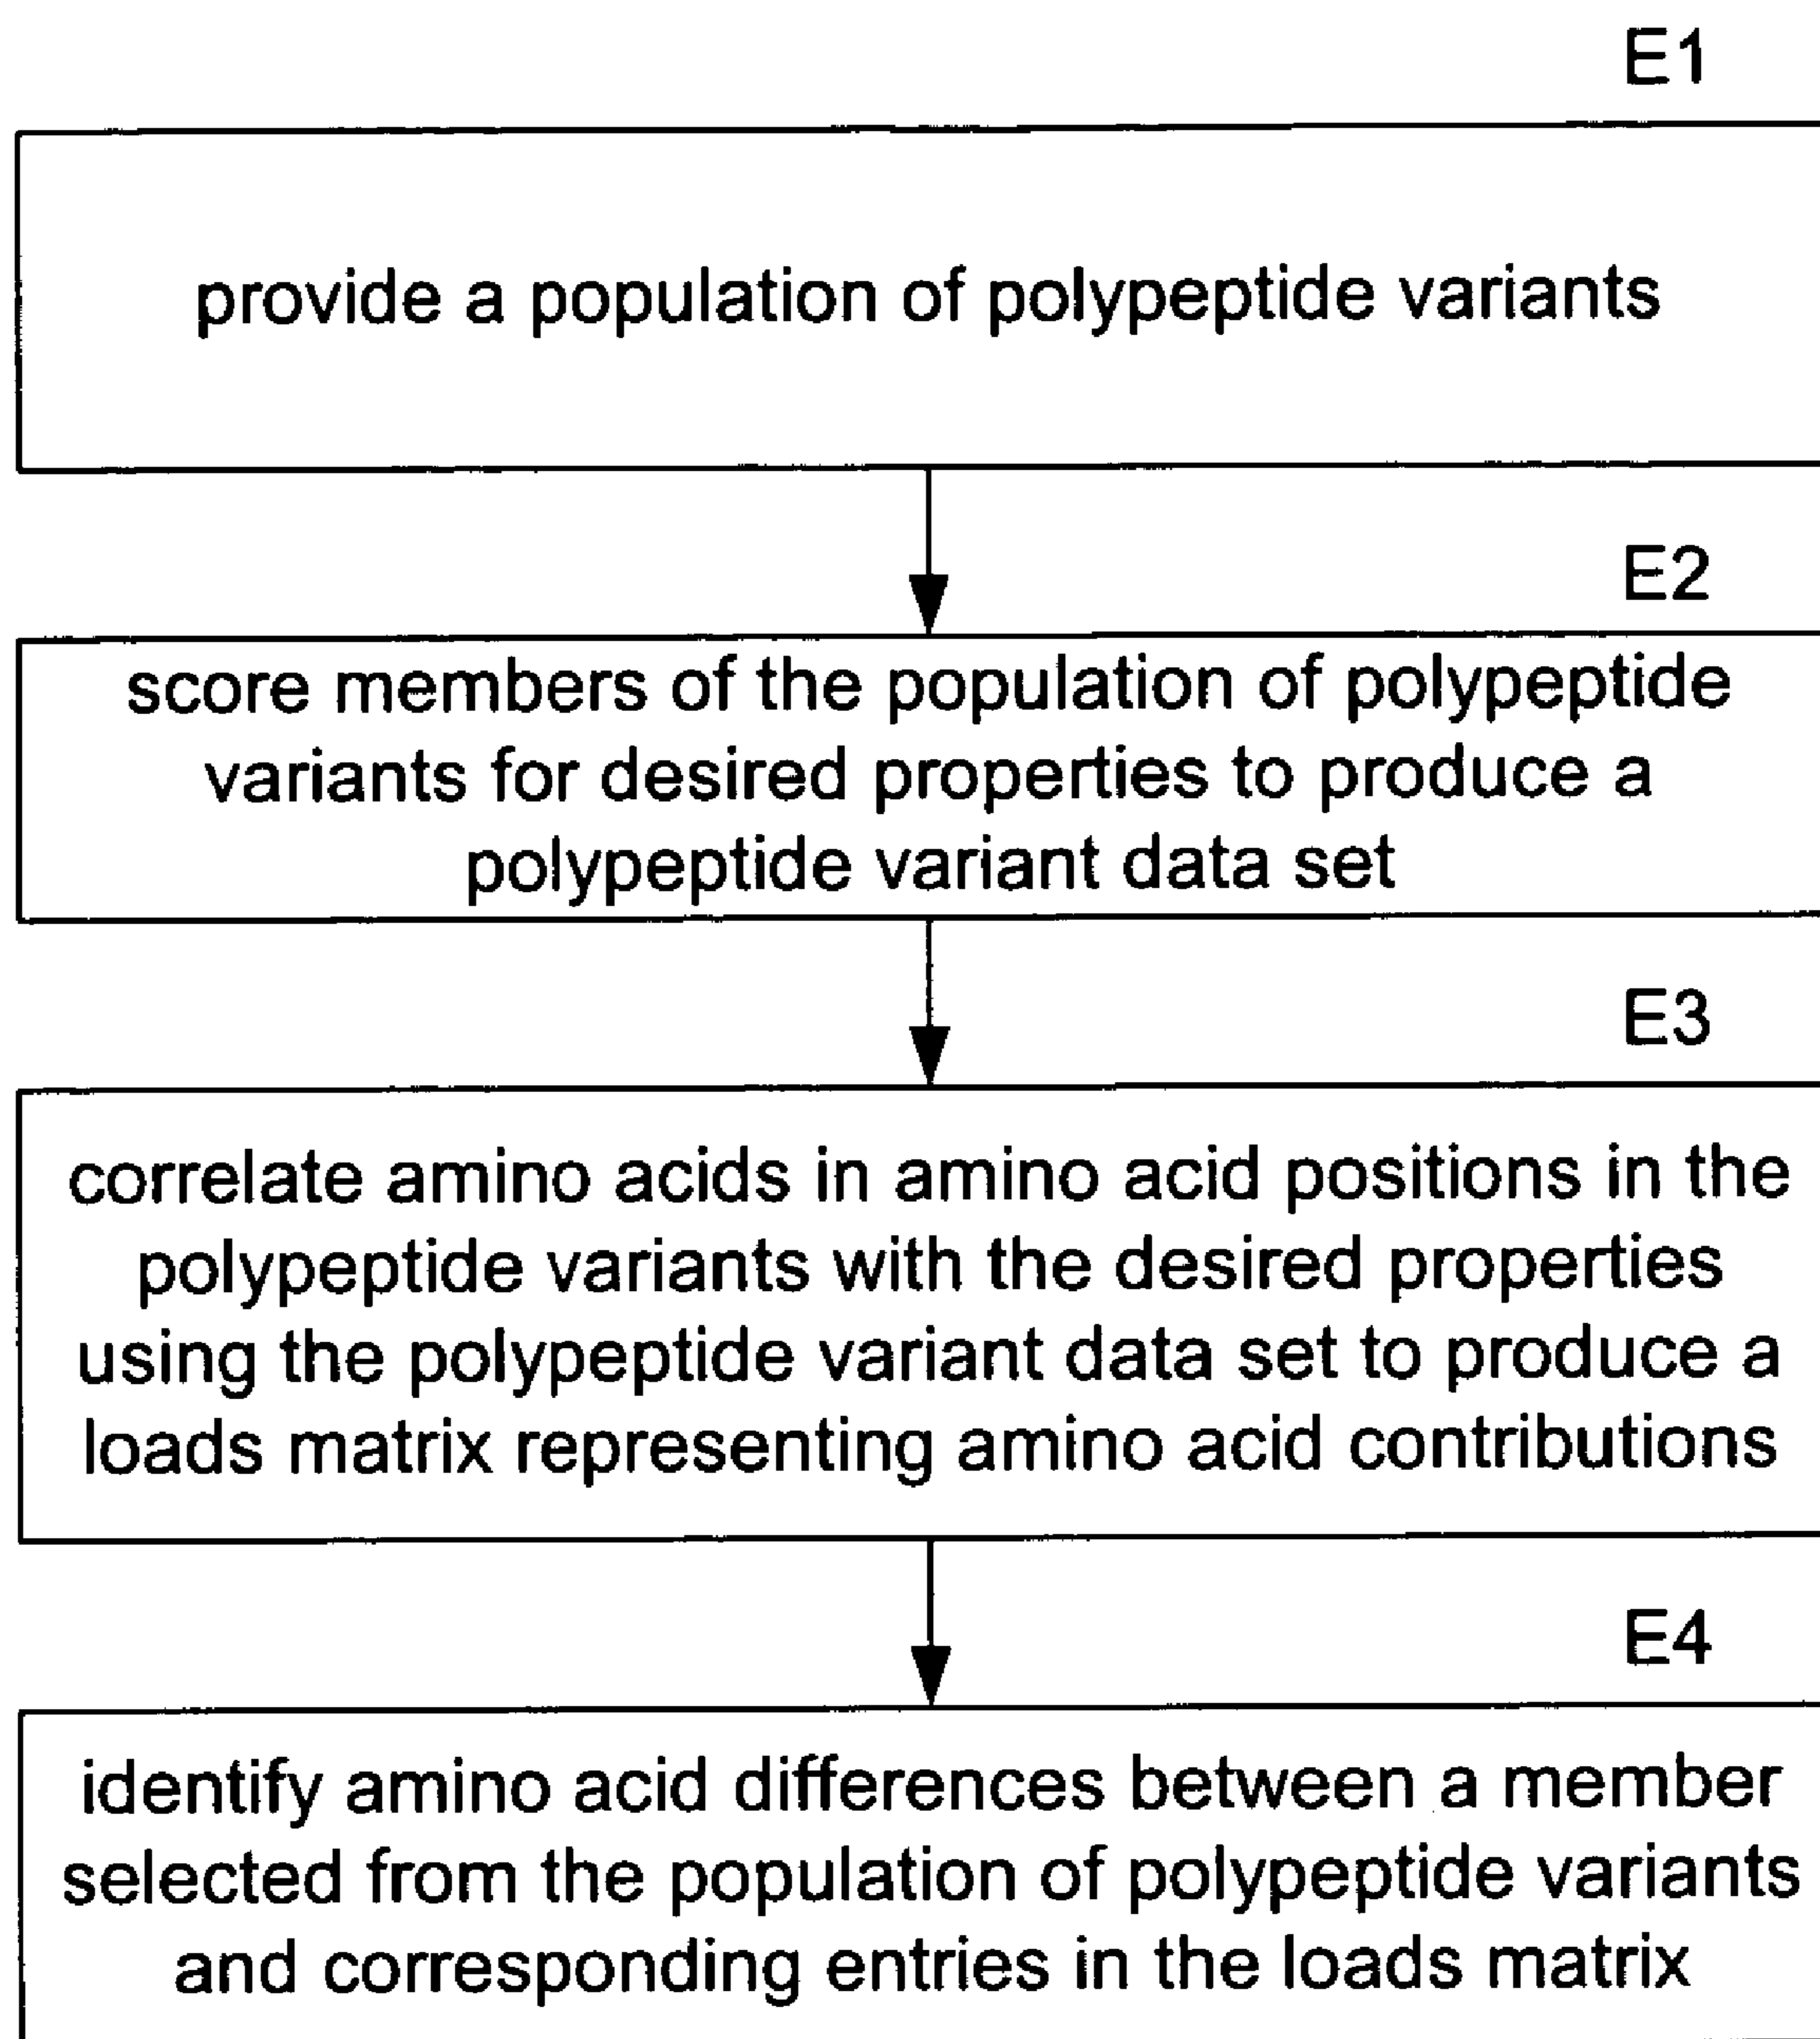 E1
provide a population of polypeptide variants
E2
score members of the population of polypeptide
variants for desired properties to produce a
polypeptide variant data set
E3
correlate amino acids in amino acid positions in the
polypeptide variants with the desired properties
using the polypeptide variant data set to produce a
loads matrix representing amino acid contributions
E4
identify amino acid differences between a member
selected from the population of polypeptide variants
and corresponding entries in the loads matrix